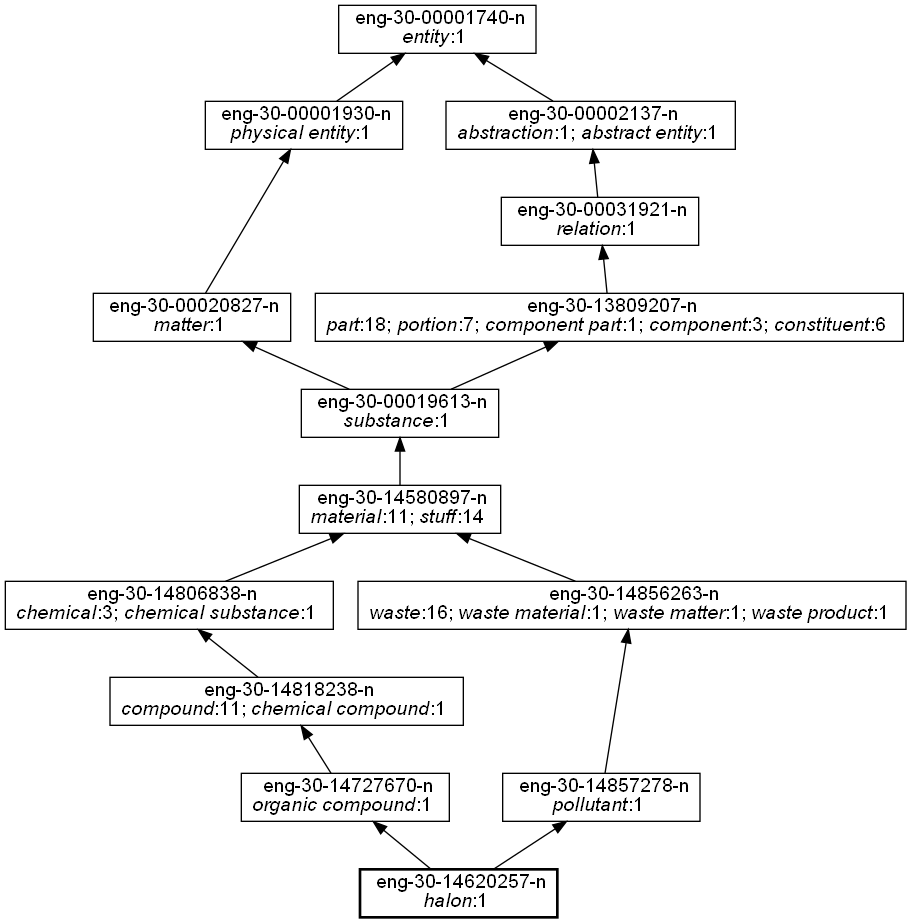 eng-30-00001740-n
entity:1
eng-30-00001930-n
physical entity:1
eng-30-00002137-n
abstraction:1; abstract entity:1
eng-30-00031921-n
relation:1
eng-30-00020827-n
matter:1
eng-30-13809207-n
part:18; portion:7; component part:1; component:3; constituent:6
eng-30-00019613-n
substance:1
eng-30-14580897-n
material:11; stuff:14
eng-30-14806838-n
chemical:3; chemical substance:1
eng-30-14856263-n
waste:16; waste material:1; waste matter:1; waste product:1
eng-30-14818238-n
compound:11; chemical compound:1
eng-30-14727670-n
organic compound:1
eng-30-14857278-n
pollutant:1
eng-30-14620257-n
halon:1